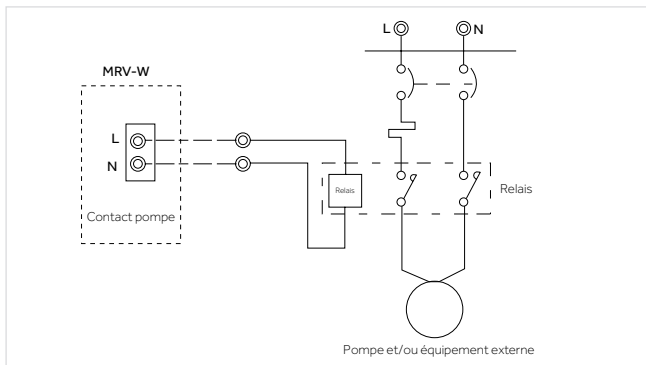 L N
MRV-W
L
N
Contact pompe
Relais
Relais
Pompe et/ou équipement externe